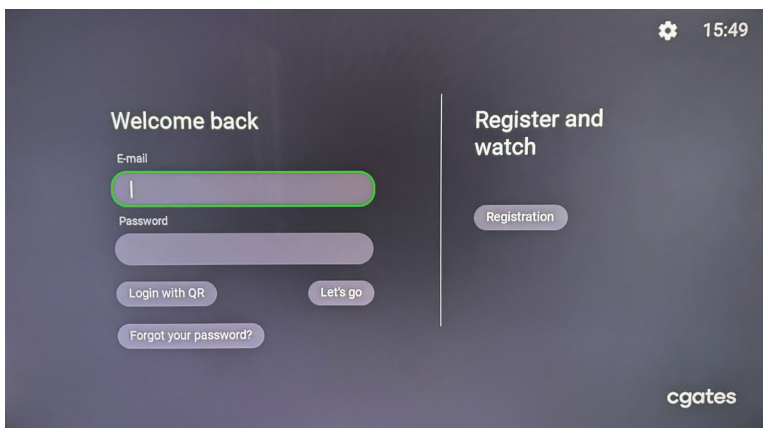 15:49
Welcome back
E-mail
Password
Login with QR
Let's go
Forgot your password?
Register and
watch
Registration
cgates